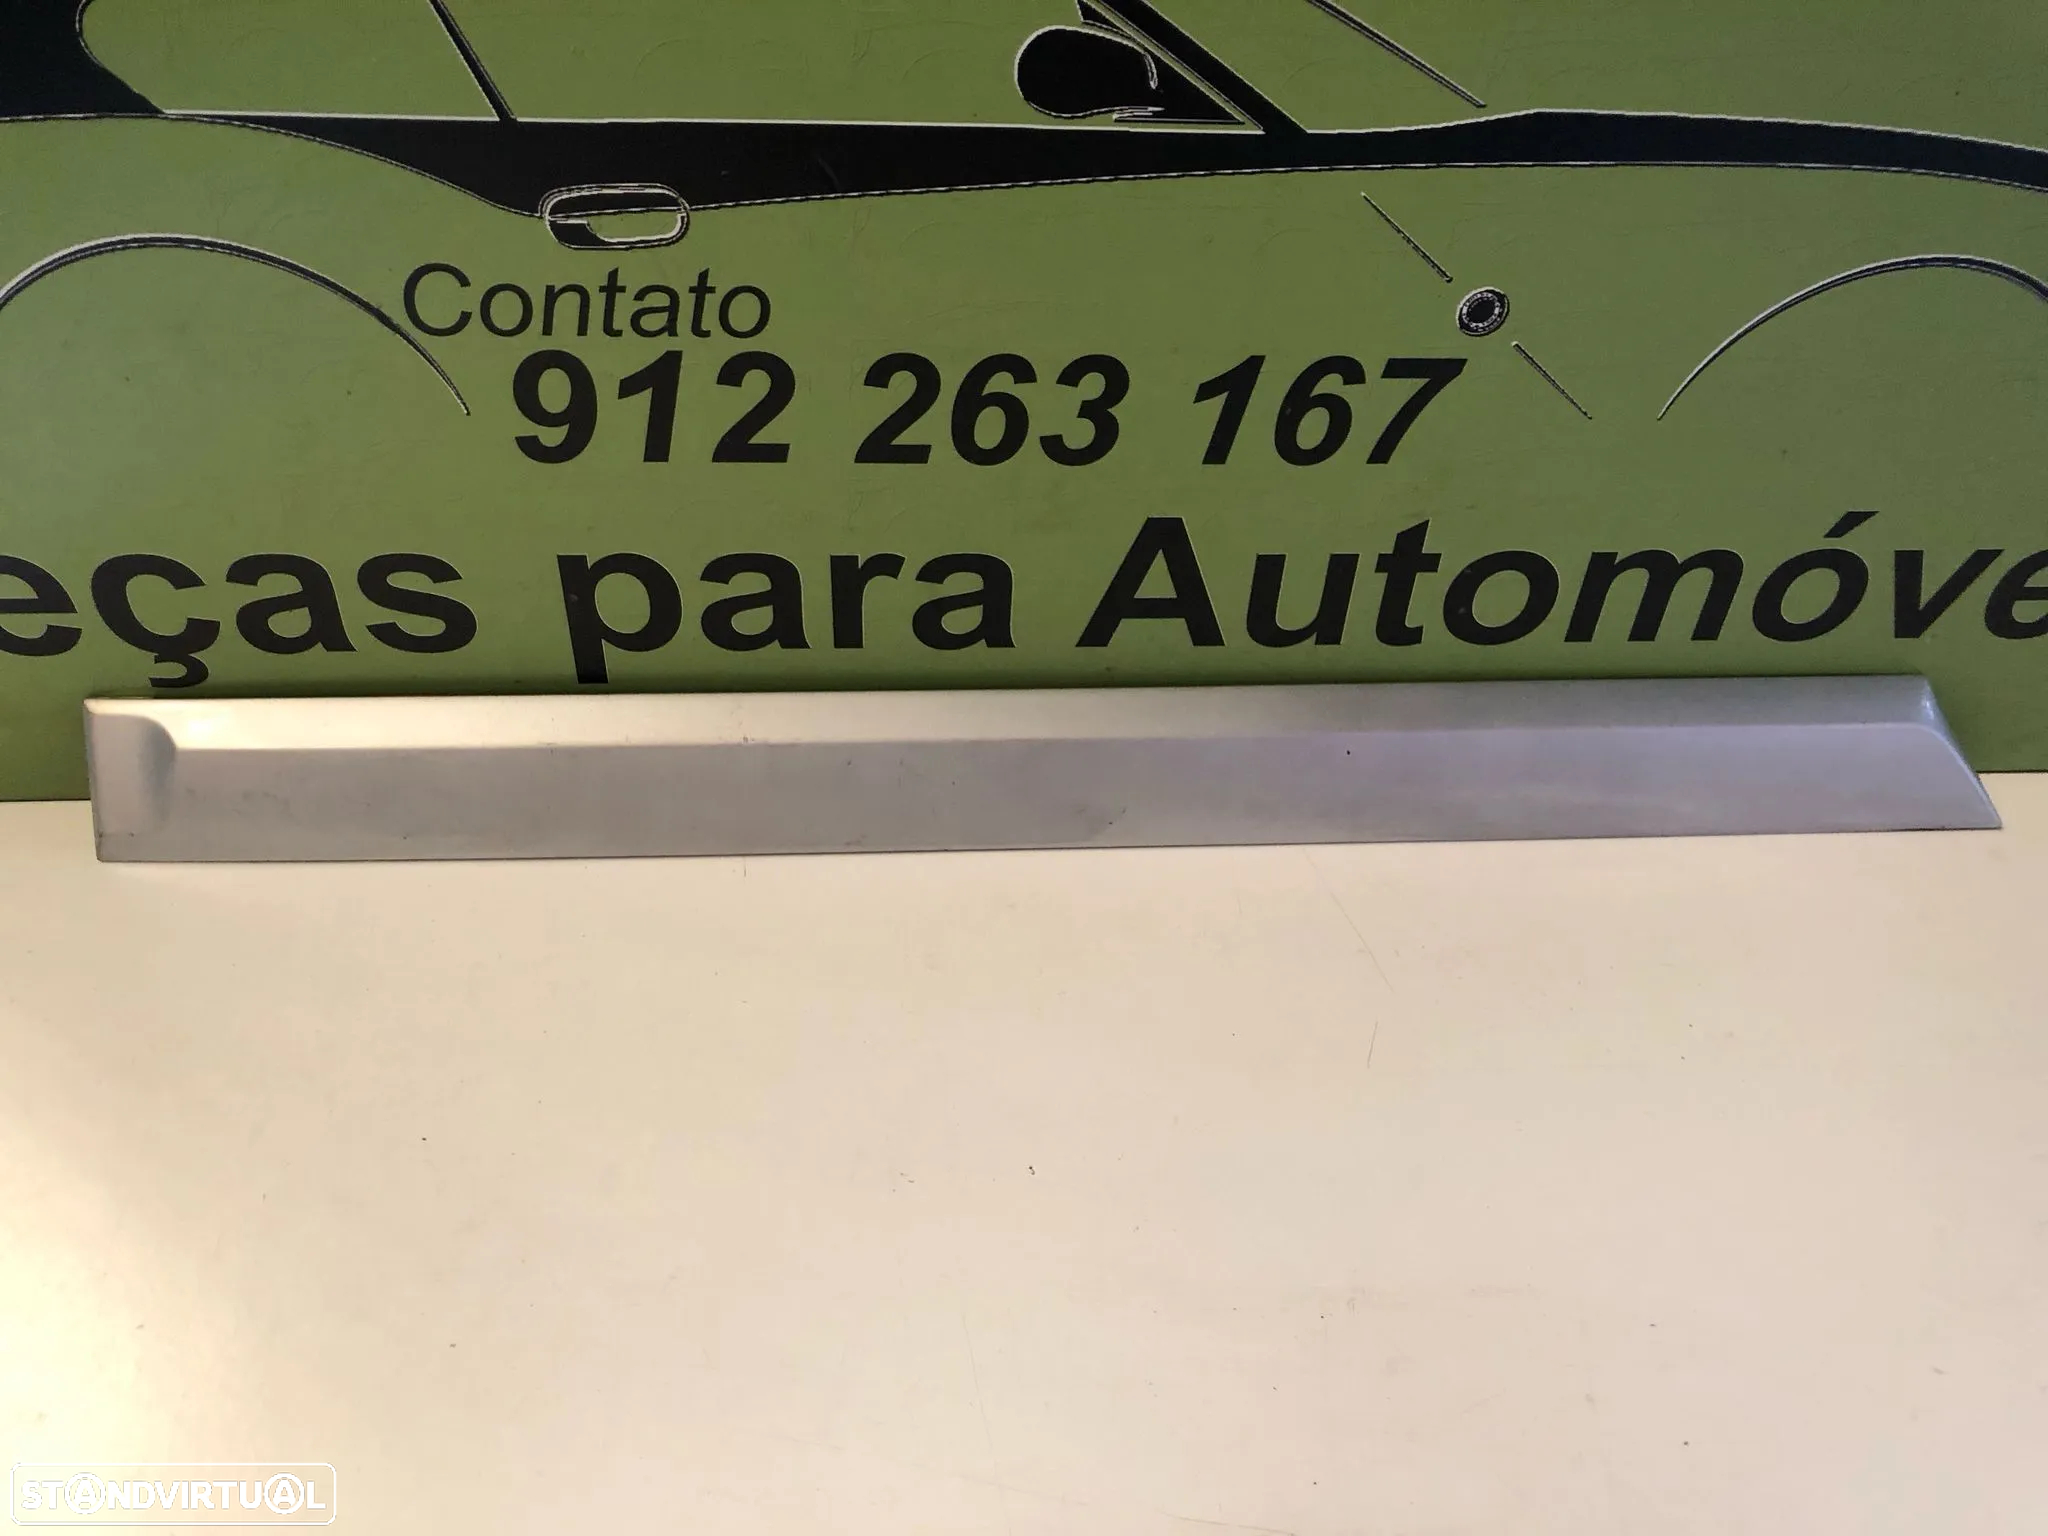 Contato
912 263 167
eças para Automóve
STANDVIRTUAL